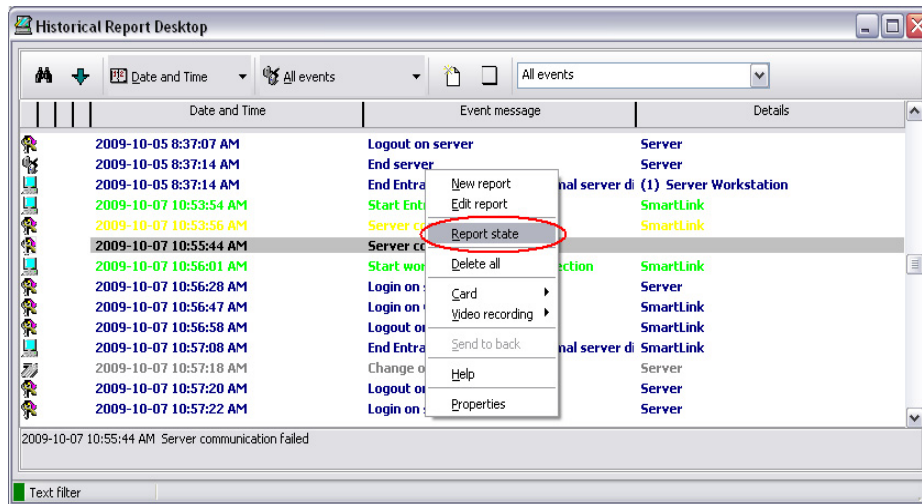 Historical Report Desktop
Date and Time All events All events
Date and Time Event message Details
2009-10-05 8:37:07 AM Logout on server Server
2009-10-05 8:37:14 AM End server Server
2009-10-05 8:37:14 AM End Entra nal server di (1) Server Workstation
2009-10-07 10:53:54 AM Start Ent SmartLink
2009-10-07 10:53:56 AM Server co SmartLink
2009-10-07 10:55:44 AM Server co
2009-10-07 10:56:01 AM Start wor ection SmartLink
2009-10-07 10:56:28 AM Login on Server
2009-10-07 10:56:47 AM Login on SmartLink
2009-10-07 10:56:58 AM Logout o SmartLink
2009-10-07 10:57:08 AM End Entra nal server di SmartLink
2009-10-07 10:57:18 AM Change o Server
2009-10-07 10:57:20 AM Logout o Server
2009-10-07 10:57:22 AM Login on Server
New report
Edit report
Report state
Delete all
Card
Video recording
Send to back
Help
Properties
2009-10-07 10:55:44 AM Server communication failed
Text filter